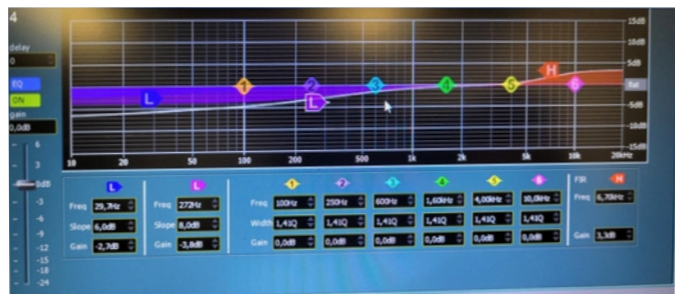 4
15dB
10dB
5dB
flat
-5dB
-10dB
-15dB
delay
0
EQ
ON
gain
0,0dB
H
1 2 3 4 5 6
L L
10 20 50 100 200 500 1k 2k 5k 10k 20kHz
6
3
0dB
-3
-6
-9
-12
-15
-18
-24
L L 1 2 3 4 5 6 FIR H
Freq 29,7Hz Freq 272Hz Freq 100Hz 250Hz 600Hz 1,60kHz 4,00kHz 10,0kHz Freq 6,70kHz
Slope 6,0dB Slope 8,0dB Width 1,41Q 1,41Q 1,41Q 1,41Q 1,41Q 1,41Q
Gain -2,7dB Gain -3,8dB Gain 0,0dB 0,0dB 0,0dB 0,0dB 0,0dB 0,0dB Gain 3,3dB